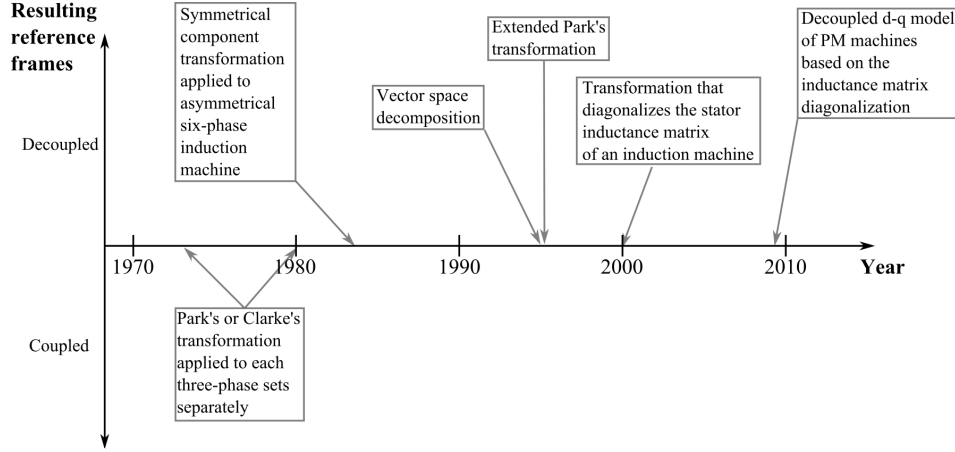 Resulting
reference
frames
Decoupled
Coupled
Symmetrical
component
transformation
applied to
asymmetrical
six-phase
induction
machine
Vector space
decomposition
Extended Park's
transformation
Transformation that
diagonalizes the stator
inductance matrix
of an induction machine
Decoupled d-q model
of PM machines
based on the
inductance matrix
diagonalization
1970
1980
1990
2000
2010
Year
Park's or Clarke's
transformation
applied to each
three-phase sets
separately